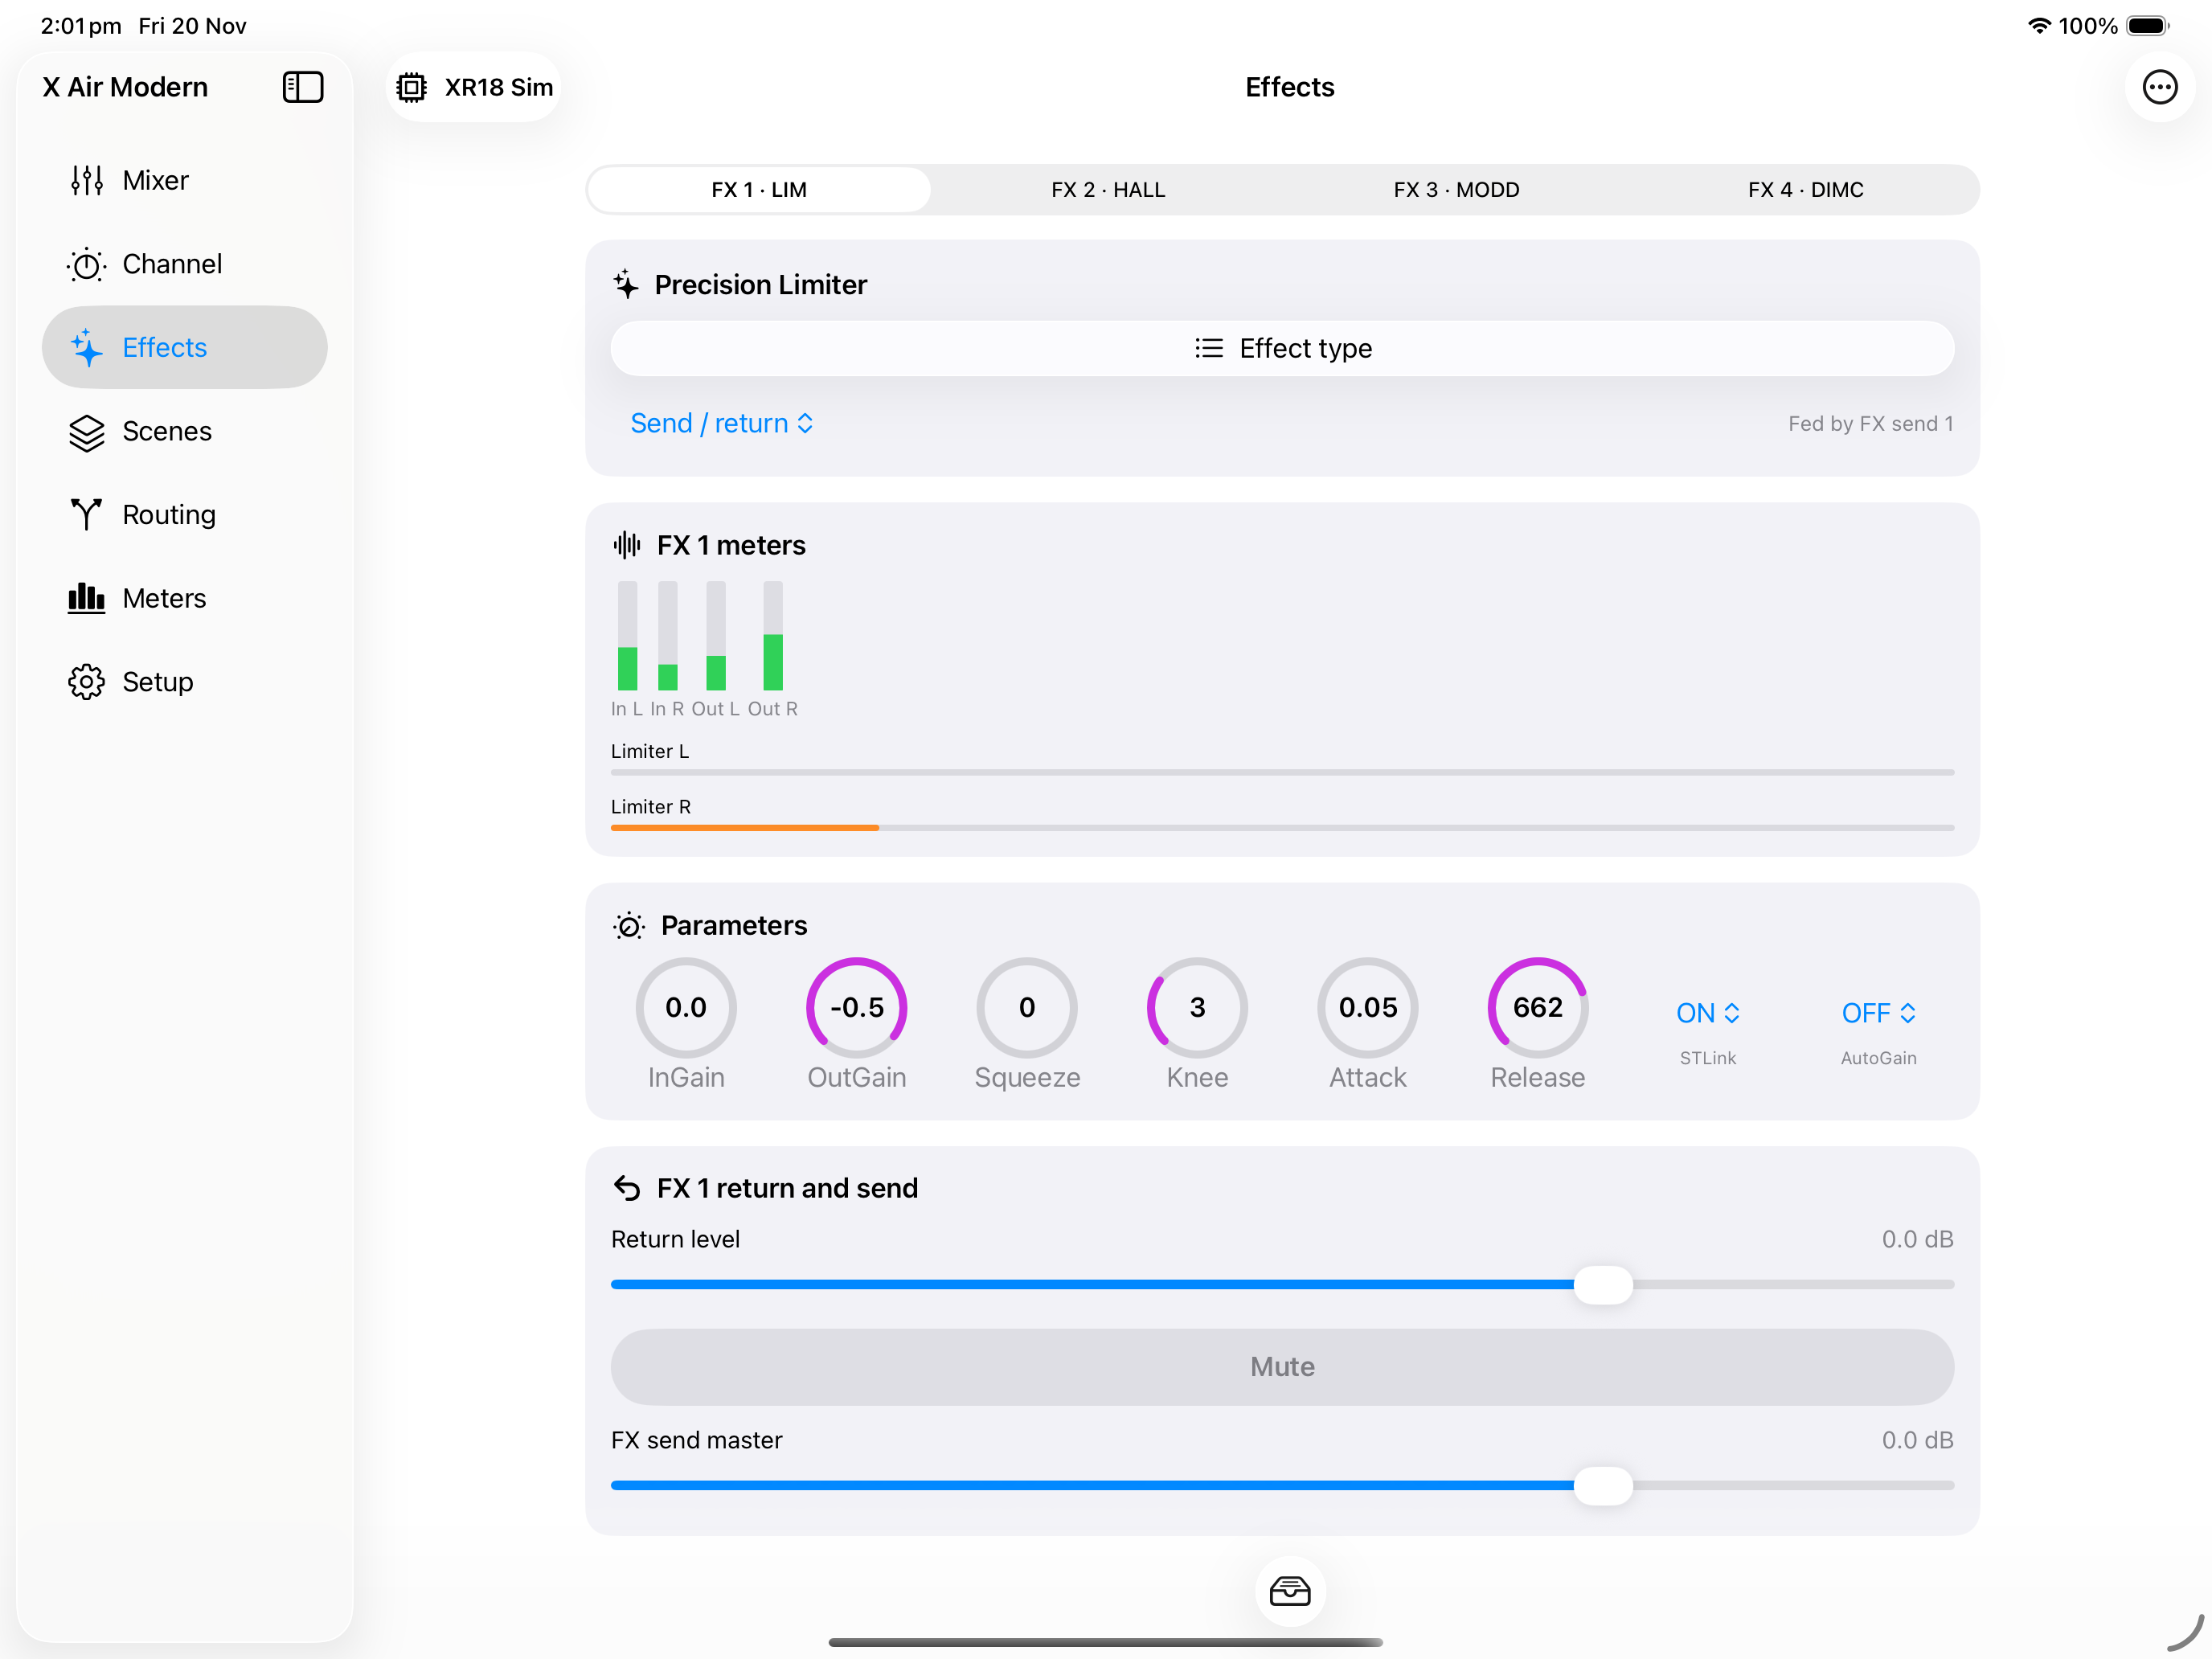 2:01 pm Fri 20 Nov
100%
X Air Modern
XR18 Sim
Effects
Mixer
Channel
Effects
Scenes
Routing
Meters
Setup
FX 1 · LIM
FX 2 · HALL
FX 3 · MODD
FX 4 · DIMC
Precision Limiter
Effect type
Send / return
Fed by FX send 1
FX 1 meters
In L In R Out L Out R
Limiter L
Limiter R
Parameters
0.0 -0.5 0 3 0.05 662 ON OFF
InGain OutGain Squeeze Knee Attack Release STLink AutoGain
FX 1 return and send
Return level 0.0 dB
Mute
FX send master 0.0 dB